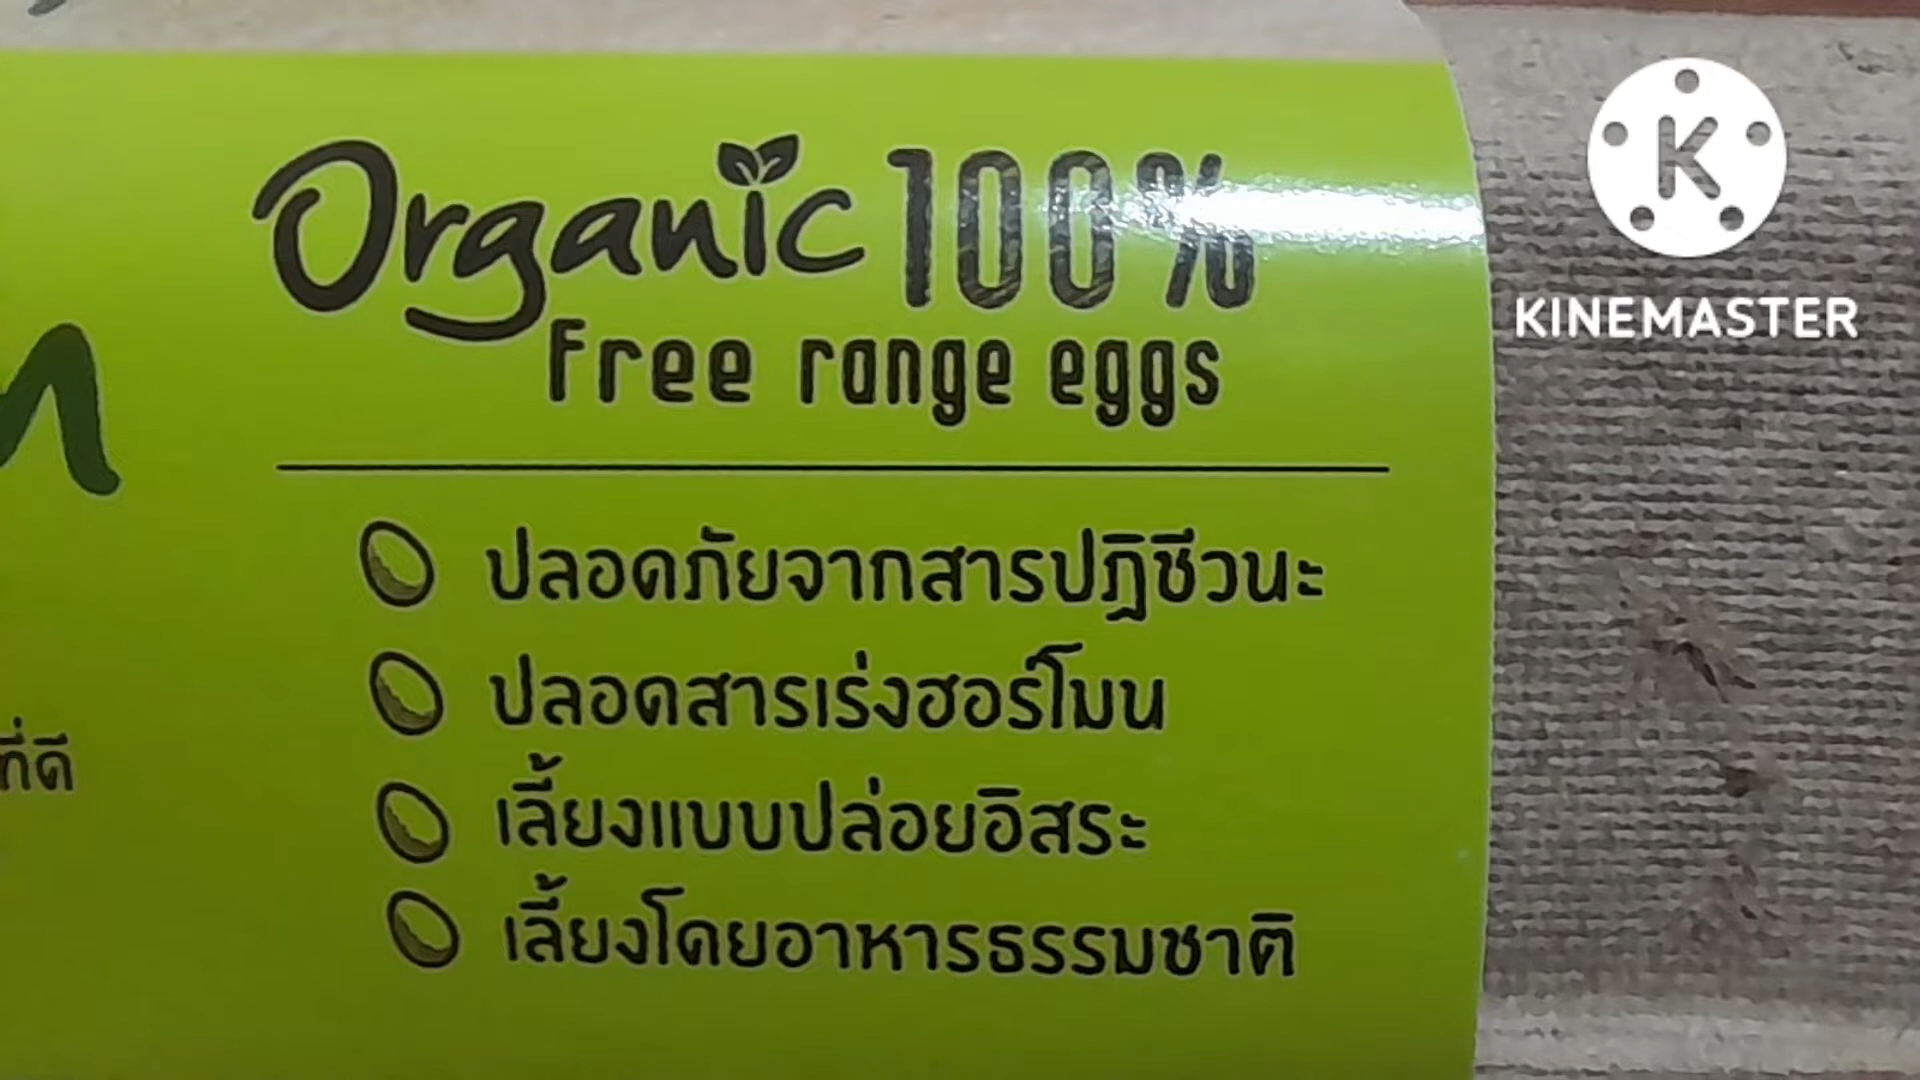 Organic 100%
free range eggs
ปลอดภัยจากสารปฏิชีวนะ
ปลอดสารเร่งฮอร์โมน
เลี้ยงแบบปล่อยอิสระ
ที่ดี
เลี้ยงโดยอาหารธรรมชาติ
K
KINEMASTER